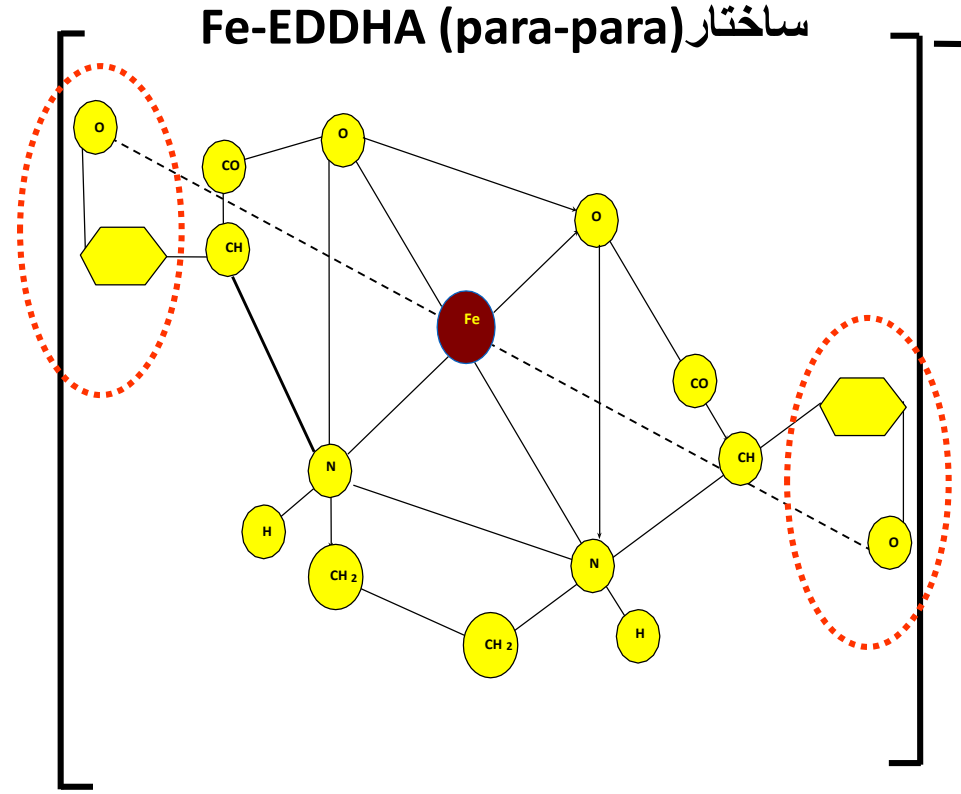 ساختار Fe-EDDHA (para-para)
O
O
CO
O
CH
Fe
CO
CH
N
H
O
N
CH 2
H
CH 2